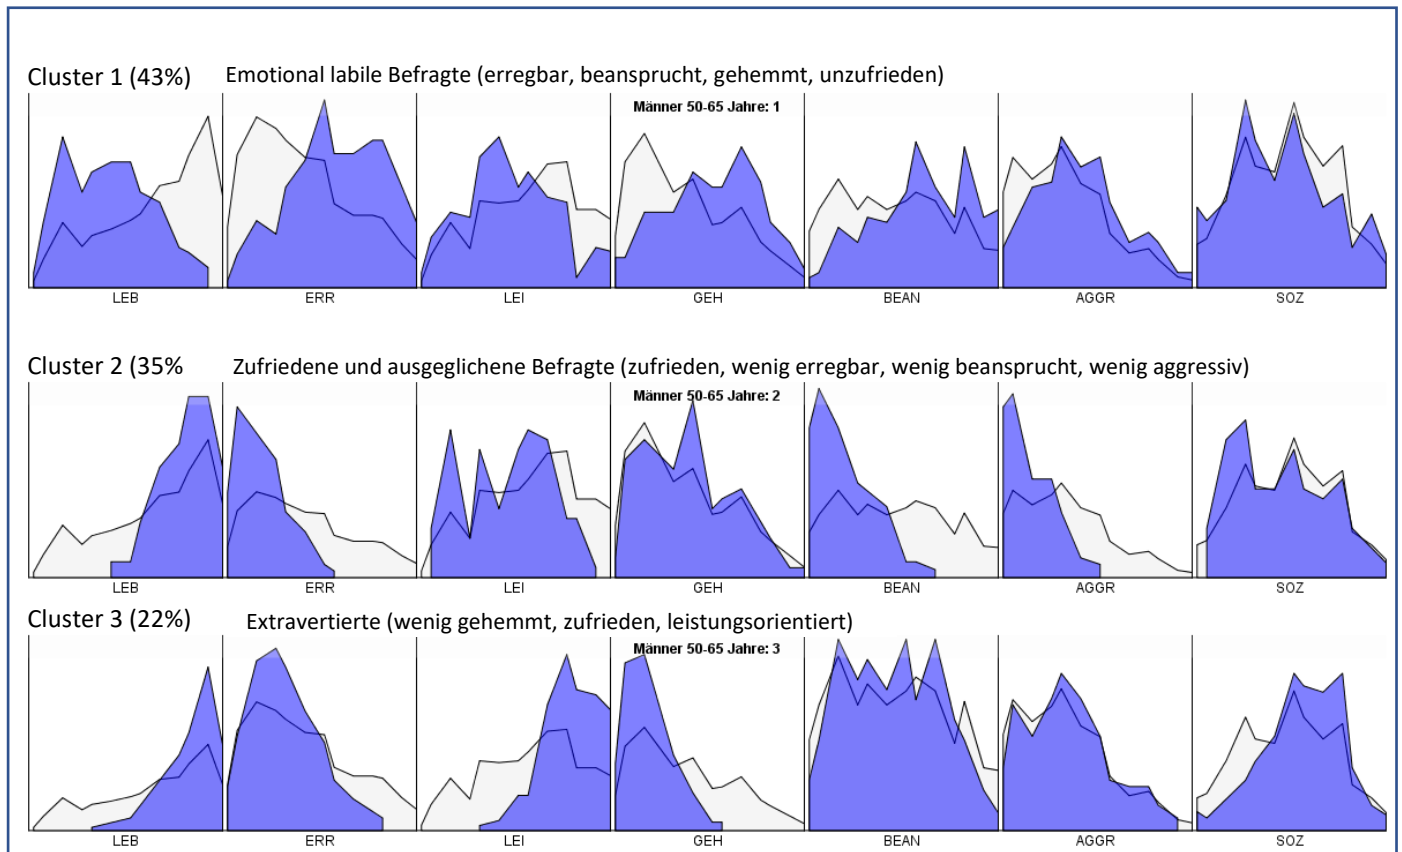 Cluster 1 (43%) Emotional labile Befragte (erregbar, beansprucht, gehemmt, unzufrieden)
Männer 50-65 Jahre: 1
LEB ERR LEI GEH BEAN AGGR SOZ
Cluster 2 (35% Zufriedene und ausgeglichene Befragte (zufrieden, wenig erregbar, wenig beansprucht, wenig aggressiv)
Männer 50-65 Jahre: 2
LEB ERR LEI GEH BEAN AGGR SOZ
Cluster 3 (22%) Extravertierte (wenig gehemmt, zufrieden, leistungsorientiert)
Männer 50-65 Jahre: 3
LEB ERR LEI GEH BEAN AGGR SOZ